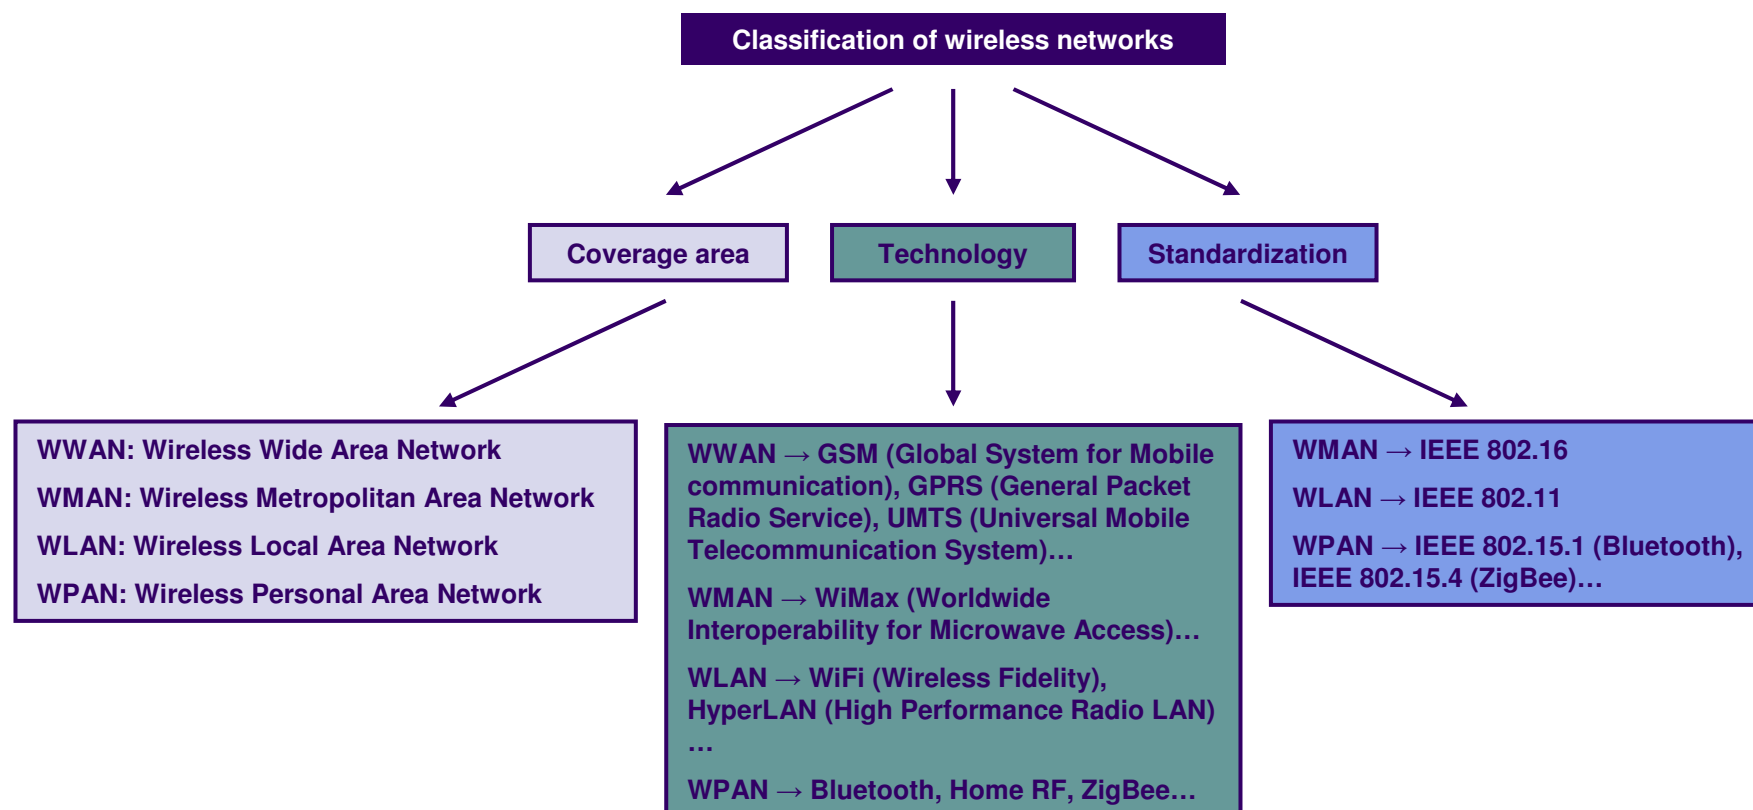 Classification of wireless networks
Coverage area
Technology
Standardization
WWAN: Wireless Wide Area Network
WMAN: Wireless Metropolitan Area Network
WLAN: Wireless Local Area Network
WPAN: Wireless Personal Area Network
WWAN → GSM (Global System for Mobile
communication), GPRS (General Packet
Radio Service), UMTS (Universal Mobile
Telecommunication System)…
WMAN → WiMax (Worldwide
Interoperability for Microwave Access)…
WLAN → WiFi (Wireless Fidelity),
HyperLAN (High Performance Radio LAN)
…
WPAN → Bluetooth, Home RF, ZigBee…
WMAN → IEEE 802.16
WLAN → IEEE 802.11
WPAN → IEEE 802.15.1 (Bluetooth),
IEEE 802.15.4 (ZigBee)…